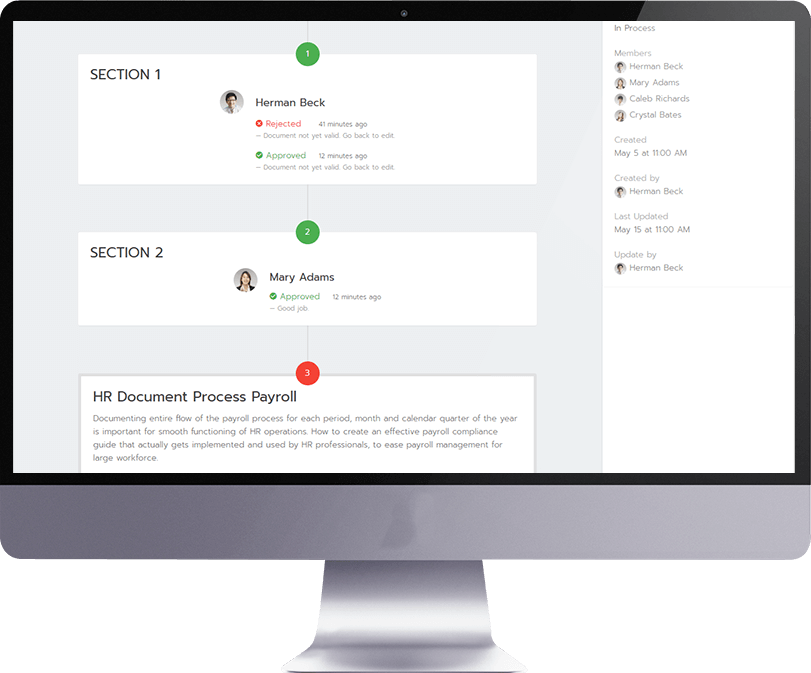 1
SECTION 1
Herman Beck
Rejected 41 minutes ago
– Document not yet valid. Go back to edit.
Approved 12 minutes ago
– Document not yet valid. Go back to edit.
2
SECTION 2
Mary Adams
Approved 12 minutes ago
– Good job
3
HR Document Process Payroll
Documenting entire flow of the payroll process for each period, month and calendar quarter of the year
is important for smooth functioning of HR operations. How to create an effective payroll compliance
guide that actually gets implemented and used by HR professionals, to ease payroll management for
large workforce.
In Process
Members
Herman Beck
Mary Adams
Caleb Richards
Crystal Bates
Created
May 5 at 11:00 AM
Created by
Herman Beck
Last Updated
May 15 at 11:00 AM
Update by
Herman Beck